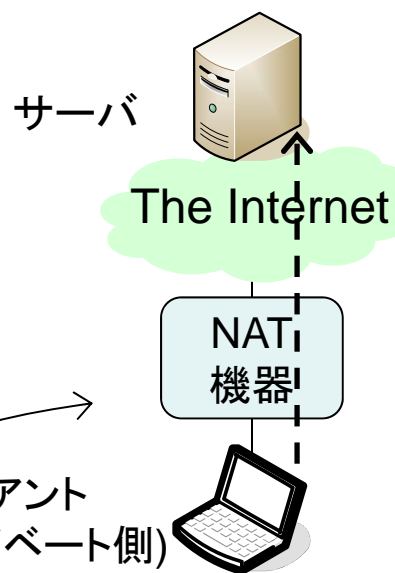 サーバ
The Internet
NAT
機器
アント
ベート側)